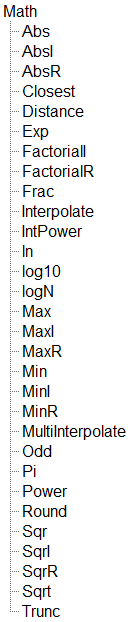 Math
Abs
AbsI
AbsR
Closest
Distance
Exp
FactorialI
FactorialR
Frac
Interpolate
IntPower
ln
log10
logN
Max
MaxI
MaxR
Min
MinI
MinR
MultiInterpolate
Odd
Pi
Power
Round
Sqr
SqrI
SqrR
Sqrt
Trunc